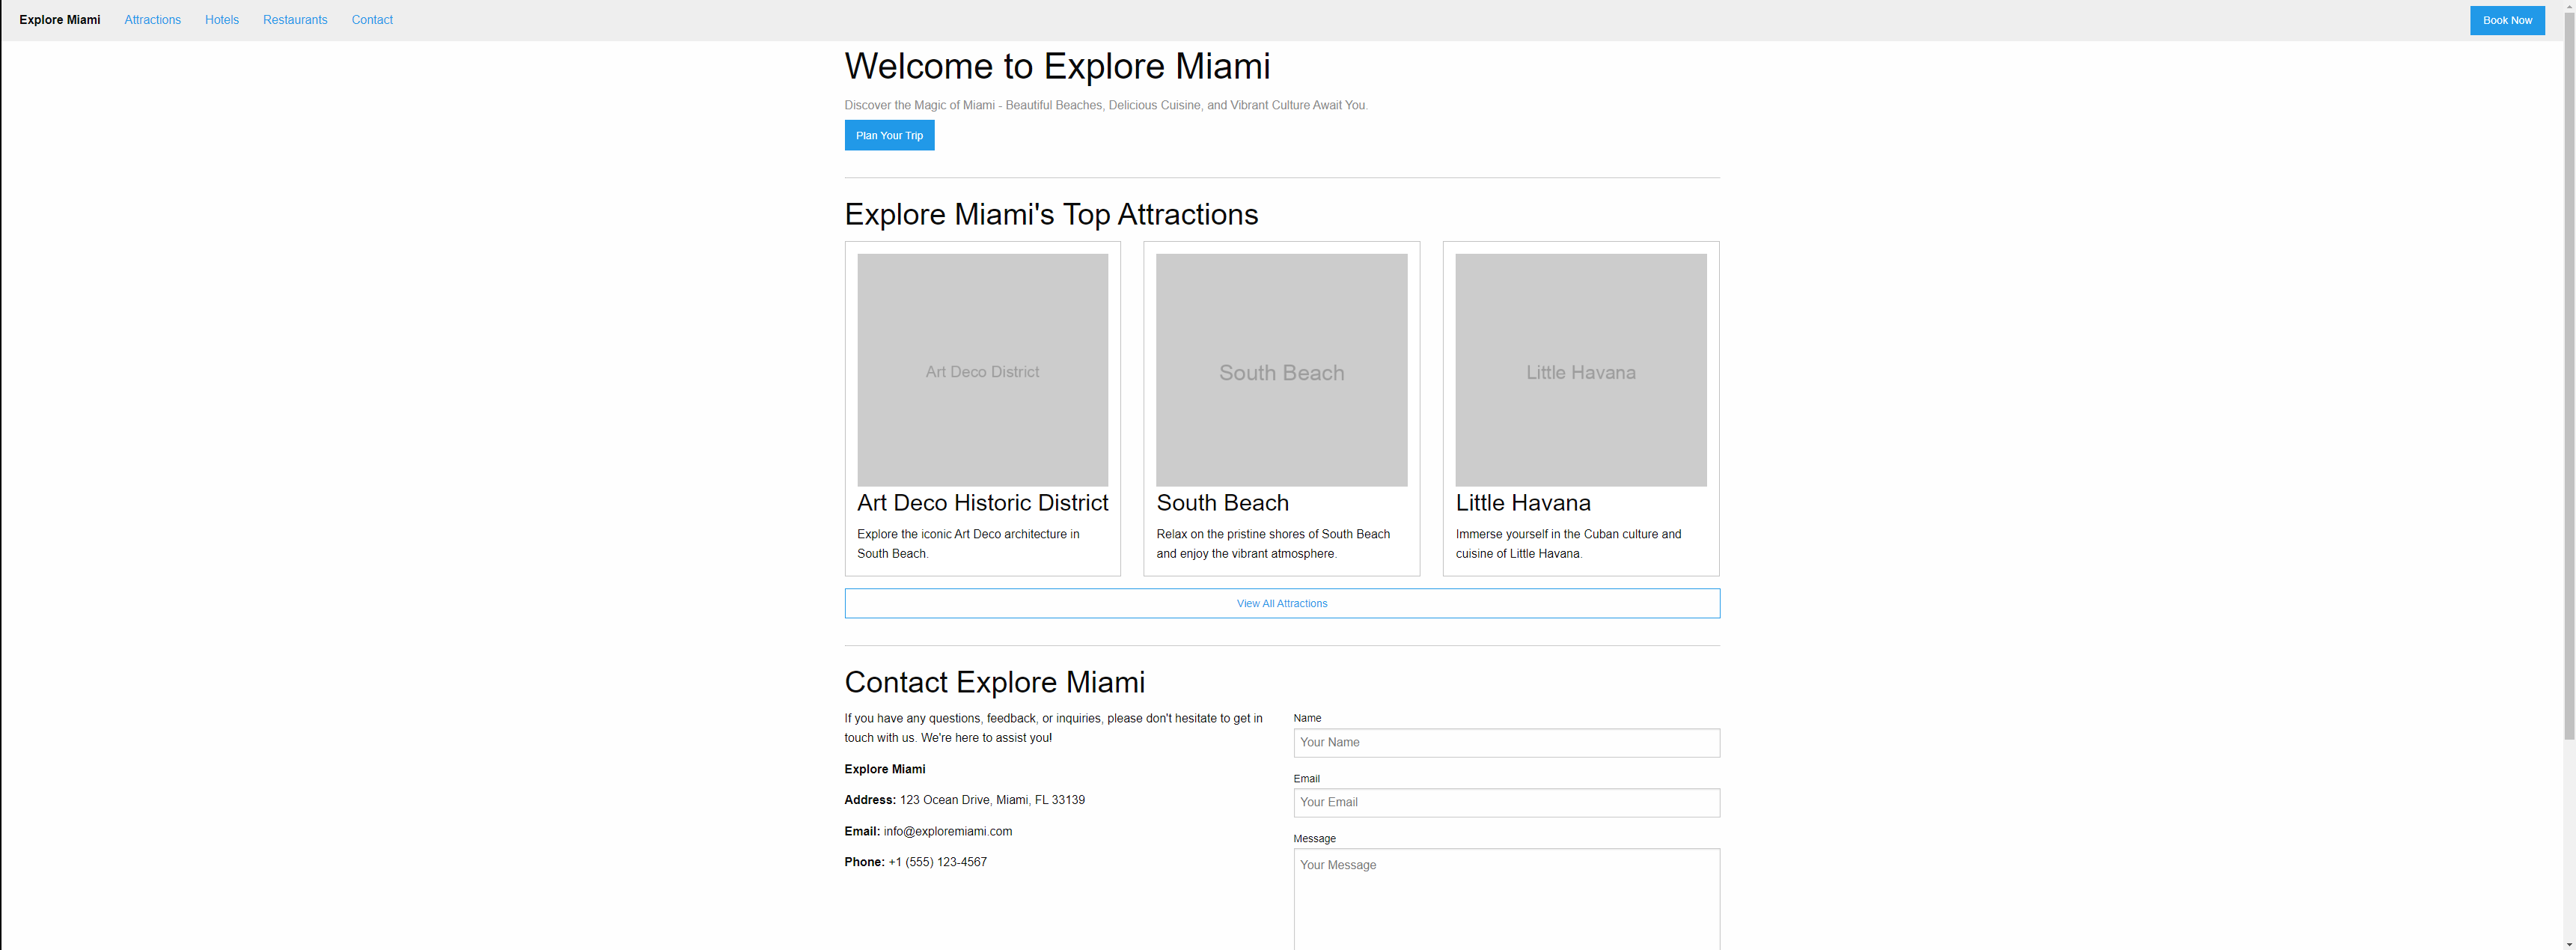 Explore Miami Attractions Hotels Restaurants Contact Book Now
Welcome to Explore Miami
Discover the Magic of Miami - Beautiful Beaches, Delicious Cuisine, and Vibrant Culture Await You.
Plan Your Trip
Explore Miami's Top Attractions
Art Deco District
Art Deco Historic District
Explore the iconic Art Deco architecture in
South Beach.
South Beach
South Beach
Relax on the pristine shores of South Beach
and enjoy the vibrant atmosphere.
Little Havana
Little Havana
Immerse yourself in the Cuban culture and
cuisine of Little Havana.
View All Attractions
Contact Explore Miami
If you have any questions, feedback, or inquiries, please don't hesitate to get in
touch with us. We're here to assist you!
Explore Miami
Address: 123 Ocean Drive, Miami, FL 33139
Email: info@exploremiami.com
Phone: +1 (555) 123-4567
Name
Your Name
Email
Your Email
Message
Your Message